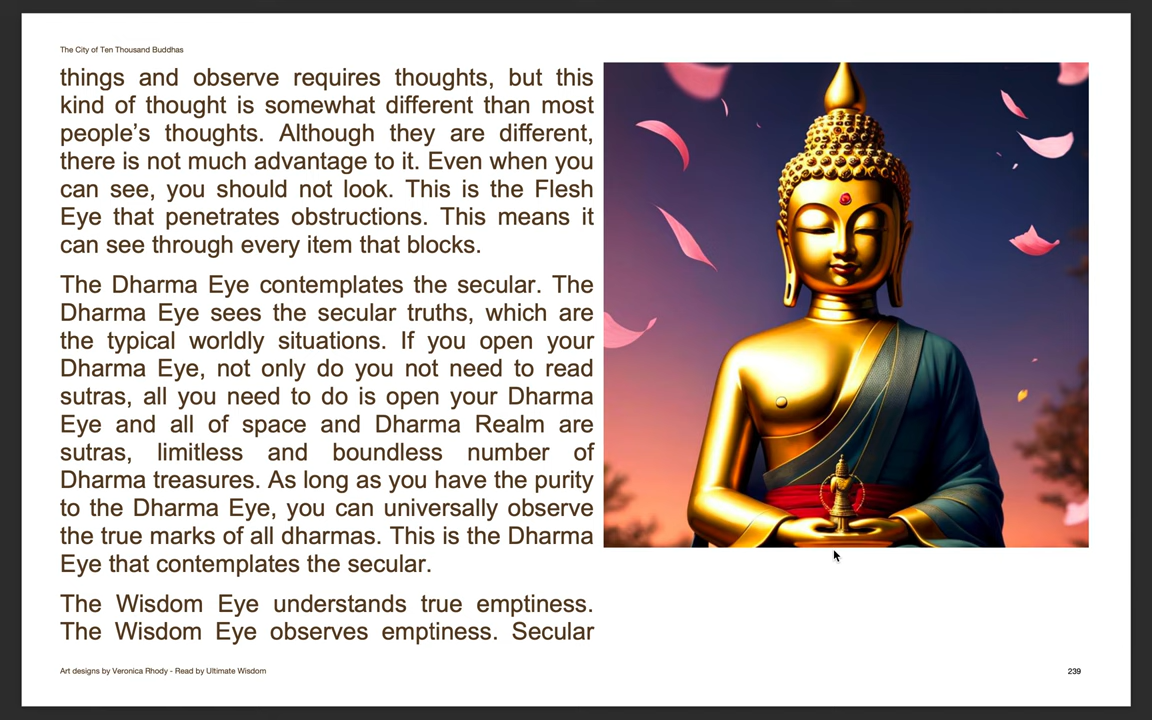 The City of Ten Thousand Buddhas
things and observe requires thoughts, but this
kind of thought is somewhat different than most
people’s thoughts. Although they are different,
there is not much advantage to it. Even when you
can see, you should not look. This is the Flesh
Eye that penetrates obstructions. This means it
can see through every item that blocks.
The Dharma Eye contemplates the secular. The
Dharma Eye sees the secular truths, which are
the typical worldly situations. If you open your
Dharma Eye, not only do you not need to read
sutras, all you need to do is open your Dharma
Eye and all of space and Dharma Realm are
sutras, limitless and boundless number of
Dharma treasures. As long as you have the purity
to the Dharma Eye, you can universally observe
the true marks of all dharmas. This is the Dharma
Eye that contemplates the secular.
The Wisdom Eye understands true emptiness.
The Wisdom Eye observes emptiness. Secular
Art designs by Veronica Rhody - Read by Ultimate Wisdom
239